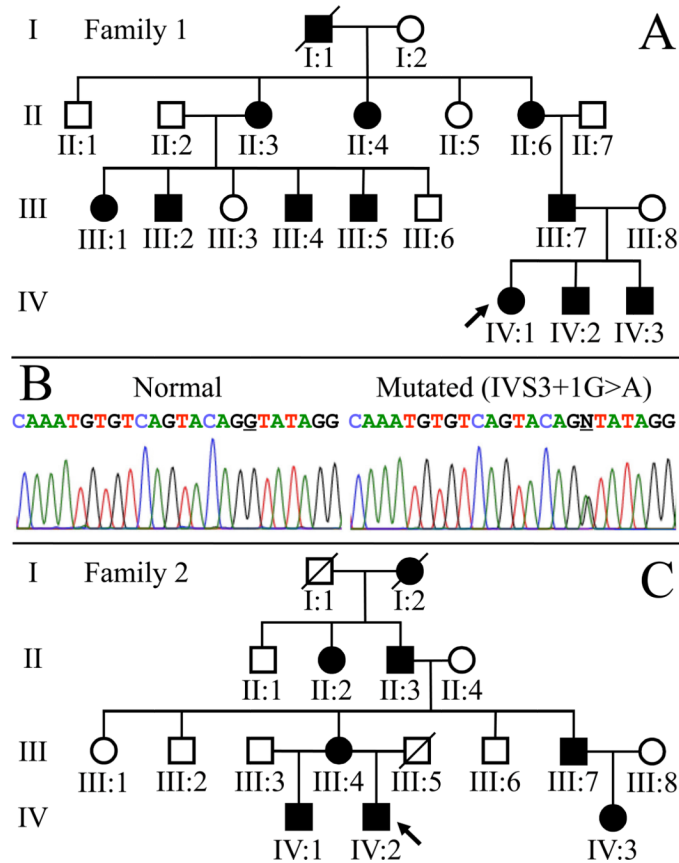 I Family 1 A
I:1 I:2
II
II:1 II:2 II:3 II:4 II:5 II:6 II:7
III
III:1 III:2 III:3 III:4 III:5 III:6 III:7 III:8
IV
IV:1 IV:2 IV:3
B Normal Mutated (IVS3+1G>A)
CAAATGTGTCAGTACAGGTATAGG CAAATGTGTCAGTACAGNTATAGG
I Family 2 C
I:1 I:2
II
II:1 II:2 II:3 II:4
III
III:1 III:2 III:3 III:4 III:5 III:6 III:7 III:8
IV
IV:1 IV:2 IV:3